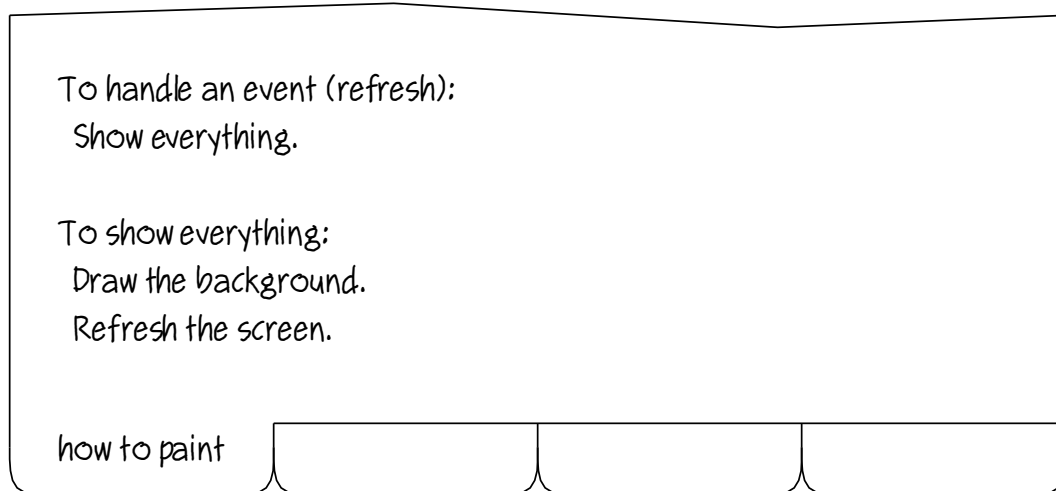 To handle an event (refresh):
Show everything.
To show everything:
Draw the background.
Refresh the screen.
how to paint